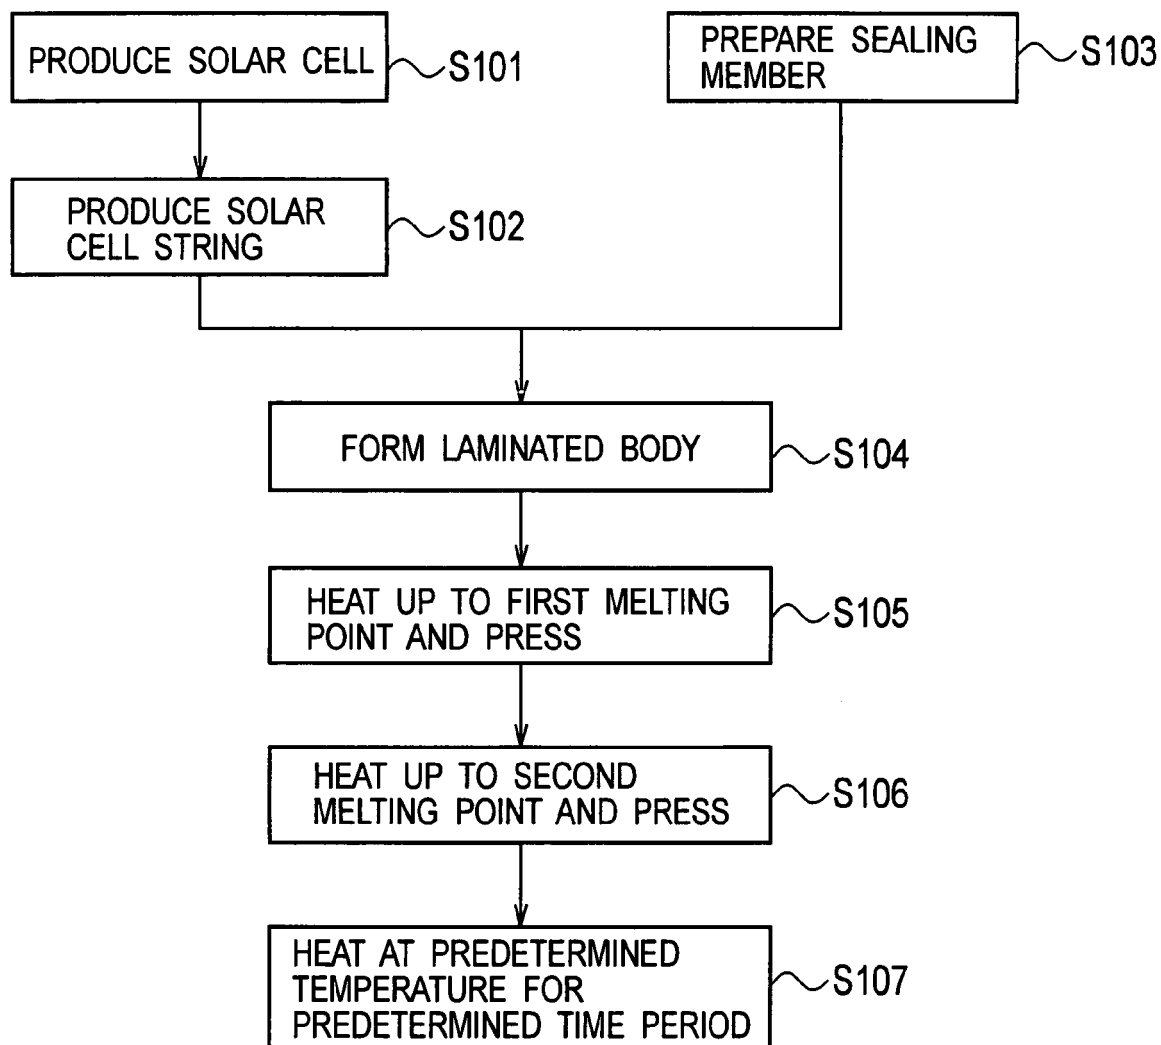 PRODUCE SOLAR CELL
S101
PREPARE SEALING
MEMBER
S103
PRODUCE SOLAR
CELL STRING
S102
FORM LAMINATED BODY
S104
HEAT UP TO FIRST MELTING
POINT AND PRESS
S105
HEAT UP TO SECOND
MELTING POINT AND PRESS
S106
HEAT AT PREDETERMINED
TEMPERATURE FOR
PREDETERMINED TIME PERIOD
S107